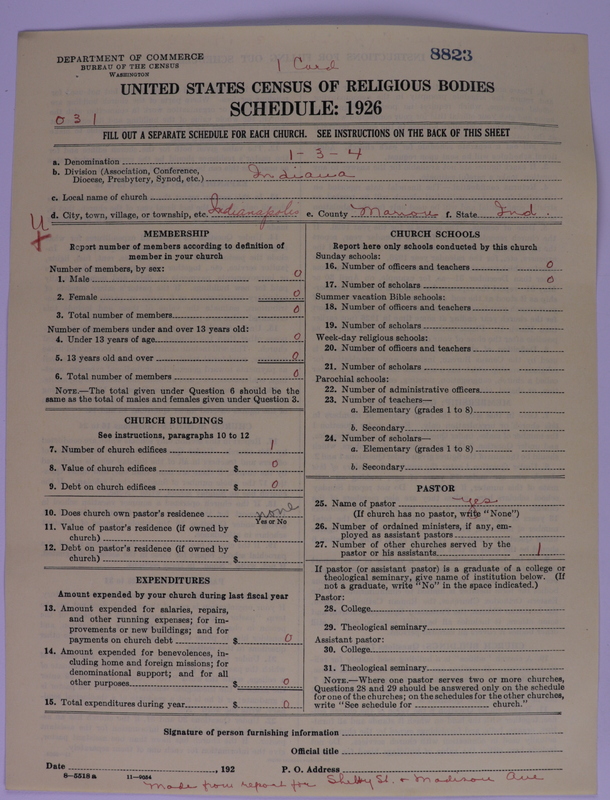 DEPARTMENT OF COMMERCE
BUREAU OF THE CENSUS
WASHINGTON
1 Card
8823
UNITED STATES CENSUS OF RELIGIOUS BODIES
SCHEDULE: 1926
0 3 1
FILL OUT A SEPARATE SCHEDULE FOR EACH CHURCH. SEE INSTRUCTIONS ON THE BACK OF THIS SHEET
a. Denomination 1-3-4
b. Division (Association, Conference, Diocese, Presbytery, Synod, etc.) Indiana
c. Local name of church
d. City, town, village, or township, etc. Indianapolis e. County Marion f. State Ind.
MEMBERSHIP
Report number of members according to definition of
member in your church
Number of members, by sex:
1. Male 0
2. Female 0
3. Total number of members 0
Number of members under and over 13 years old:
4. Under 13 years of age 0
5. 13 years old and over 0
6. Total number of members 0
NOTE.—The total given under Question 6 should be
same as the total of males and females given under Question 3.
CHURCH BUILDINGS
See instructions, paragraphs 10 to 12
7. Number of church edifices 1
8. Value of church edifices $ 0
9. Debt on church edifices $ 0
10. Does church own pastor's residence none
Yes or No
11. Value of pastor's residence (if owned by
church) $
12. Debt on pastor's residence (if owned by
church) $
EXPENDITURES
Amount expended by your church during last fiscal year
13. Amount expended for salaries, repairs,
and other running expenses; for im-
provements or new buildings; and for
payments on church debt $ 0
14. Amount expended for benevolences, in-
cluding home and foreign missions; for
denominational support; and for all
other purposes $ 0
15. Total expenditures during year $ 0
CHURCH SCHOOLS
Report here only schools conducted by this church
Sunday schools:
16. Number of officers and teachers 0
17. Number of scholars 0
Summer vacation Bible schools:
18. Number of officers and teachers
19. Number of scholars
Week-day religious schools:
20. Number of officers and teachers
21. Number of scholars
Parochial schools:
22. Number of administrative officers
23. Number of teachers—
a. Elementary (grades 1 to 8)
b. Secondary
24. Number of scholars—
a. Elementary (grades 1 to 8)
b. Secondary
PASTOR
25. Name of pastor yes
(If church has no pastor, write "None")
26. Number of ordained ministers, if any, em-
ployed as assistant pastors
27. Number of other churches served by the
pastor or his assistants 1
If pastor (or assistant pastor) is a graduate of a college or
theological seminary, give name of institution below. (If
not a graduate, write "No" in the space indicated.)
Pastor:
28. College
29. Theological seminary
Assistant pastor:
30. College
31. Theological seminary
NOTE.—Where one pastor serves two or more churches,
Questions 28 and 29 should be answered only on the schedule
for one of the churches; on the schedules for the other churches,
write "See schedule for church."
Signature of person furnishing information
Official title
Date , 192 P. O. Address
8-5518a 11-9034
Made from report for Shelby St. & Madison Ave